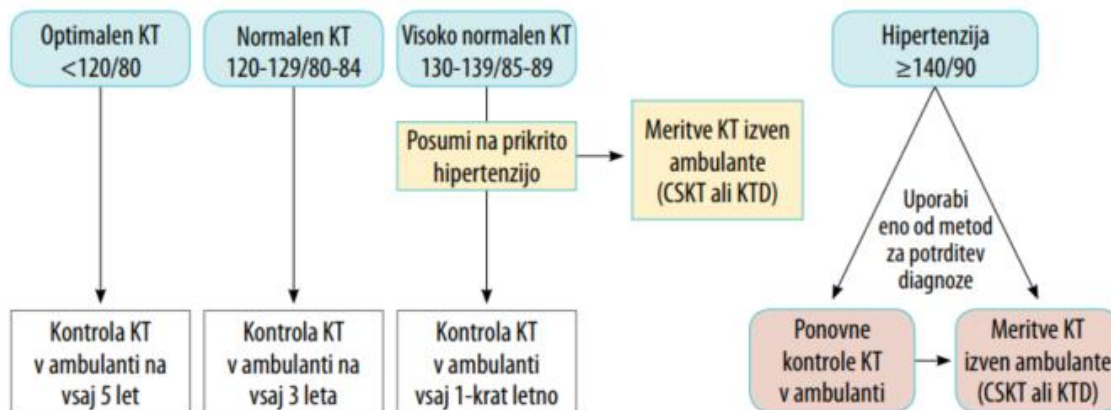 Optimalen KT
<120/80
Normalen KT
120-129/80-84
Visoko normalen KT
130-139/85-89
Hipertenzija
≥140/90
Posumi na prikrito
hipertenzijo
Meritve KT izven
ambulante
(CSKT ali KTD)
Uporabi
eno od metod
za potrditev
diagnoze
Kontrola KT
v ambulanti na
vsaj 5 let
Kontrola KT
v ambulanti na
vsaj 3 leta
Kontrola KT
v ambulanti
vsaj 1-krat letno
Ponovne
kontrole KT
v ambulanti
Meritve KT
izven ambulante
(CSKT ali KTD)